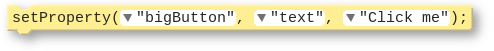 setProperty(▼"bigButton", ▼"text", ▼"Click me");